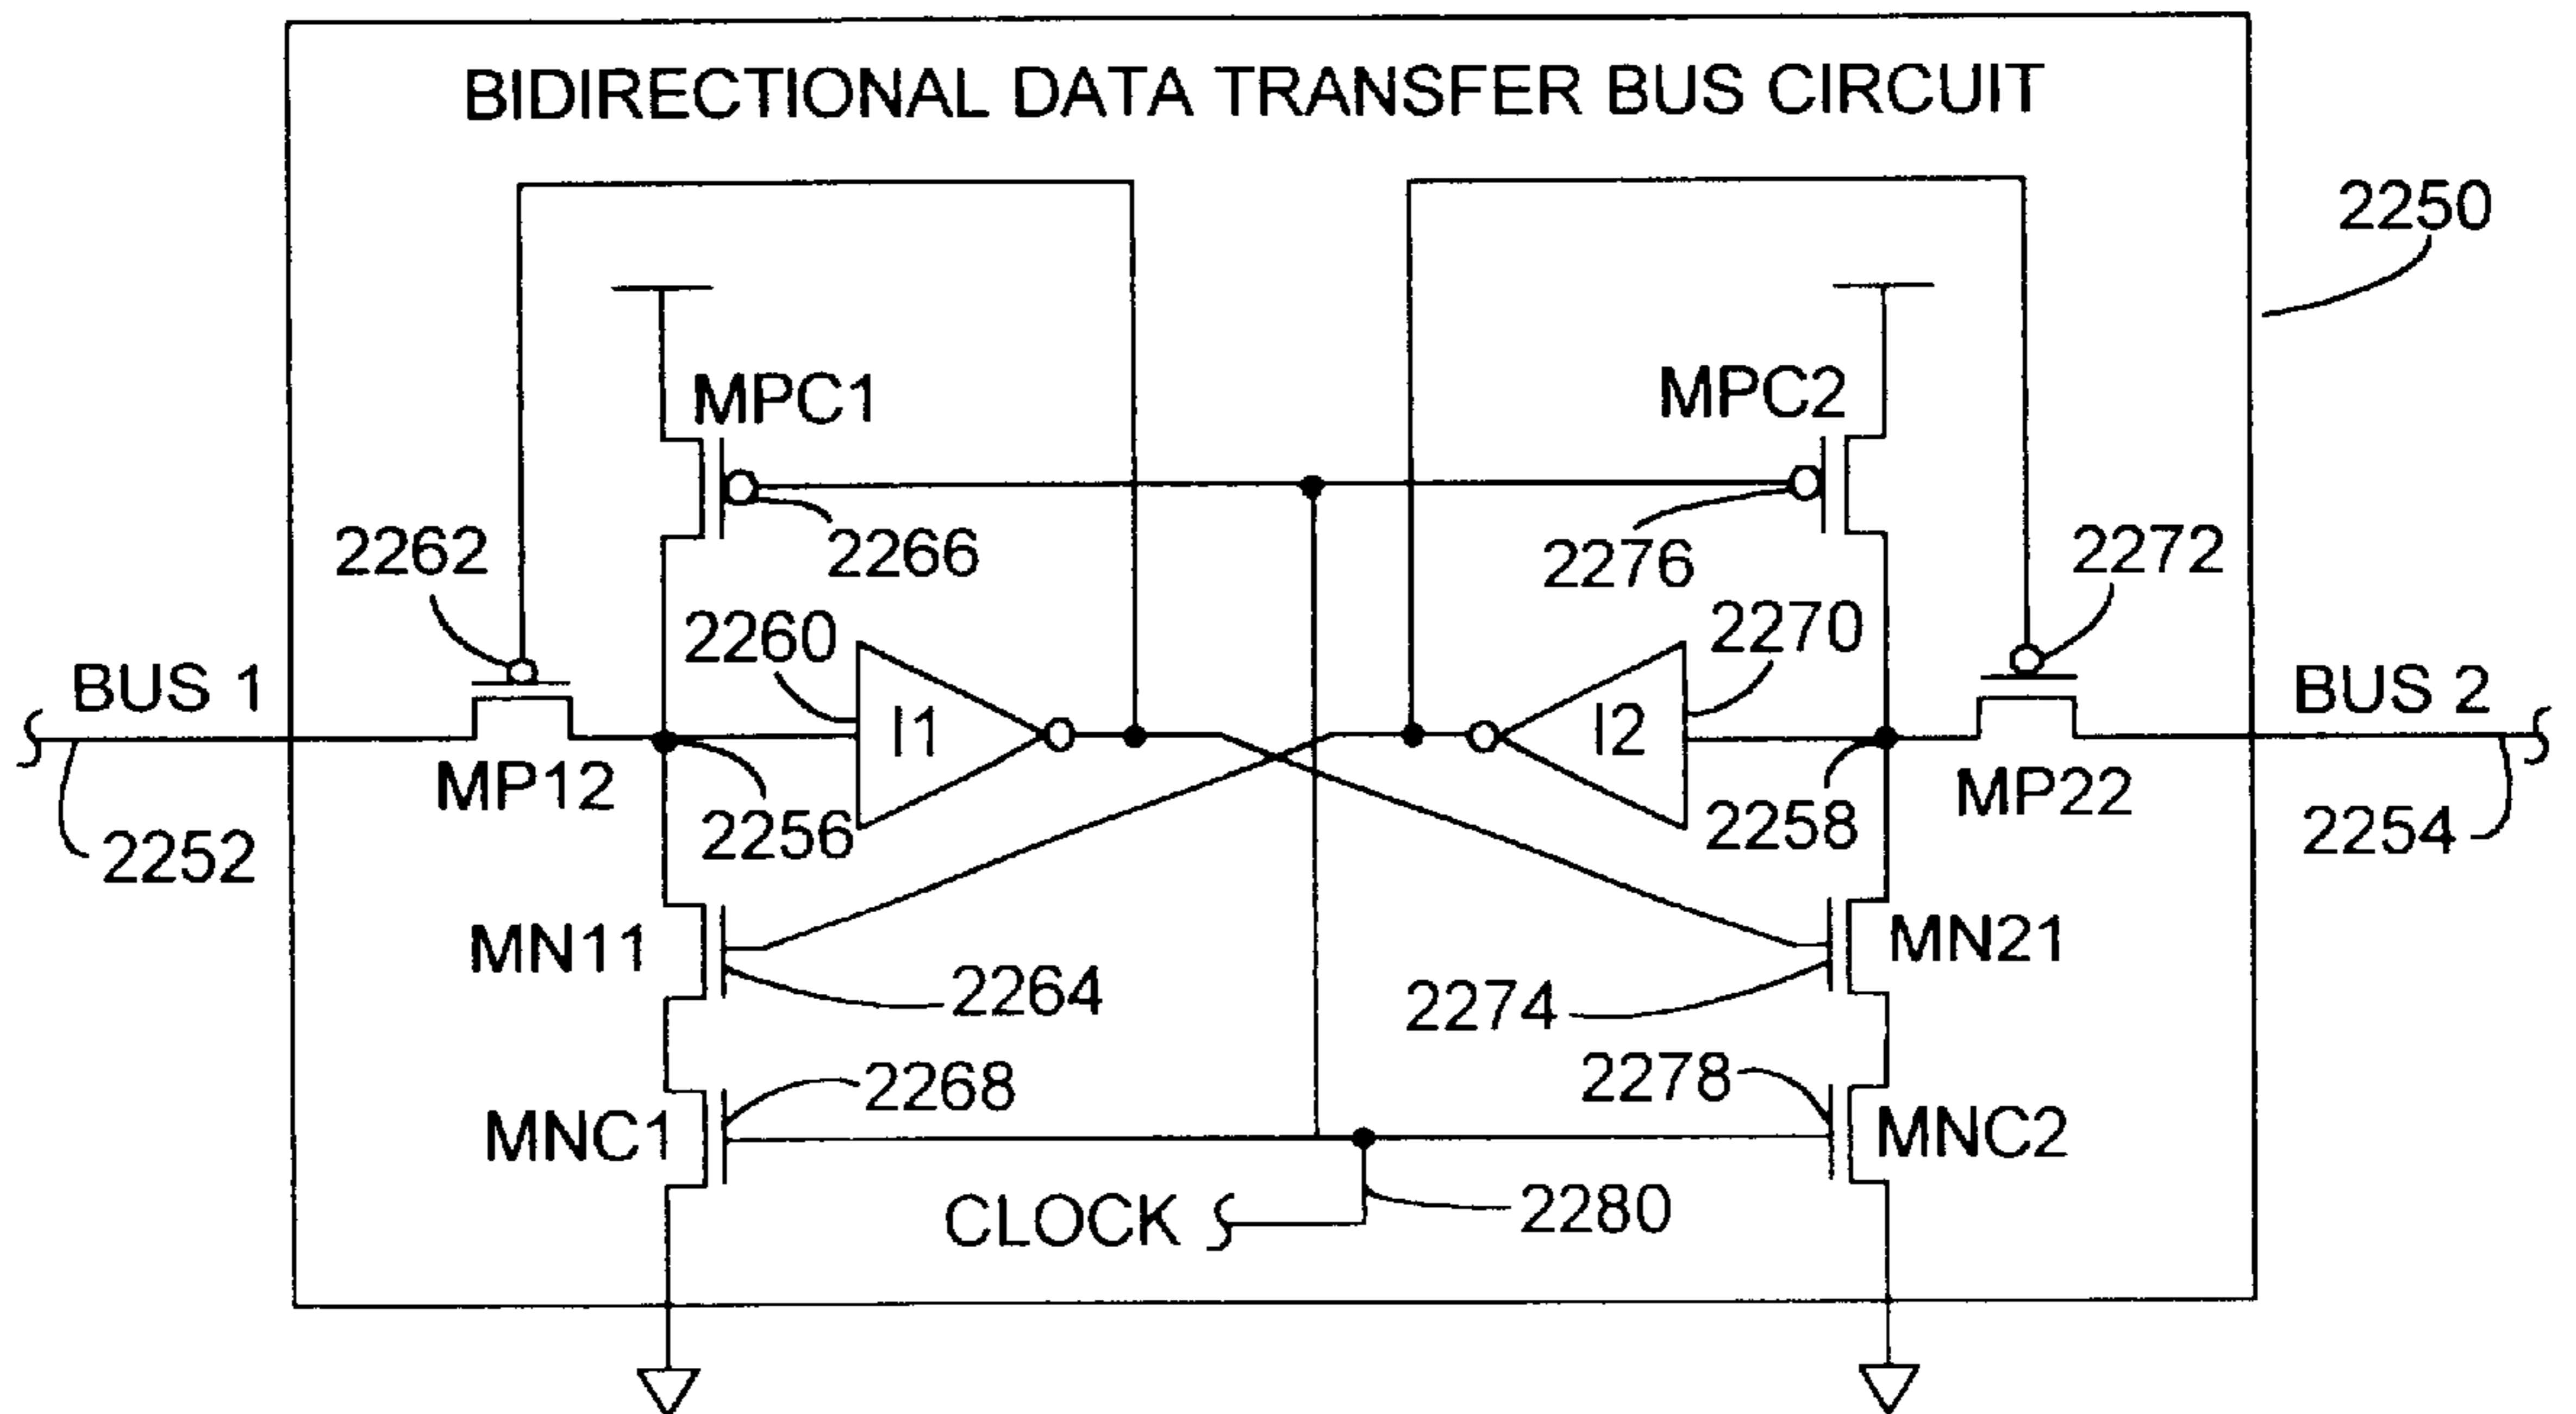 BIDIRECTIONAL DATA TRANSFER BUS CIRCUIT
2250
MPC1
MPC2
2262
2266
2276
2272
2260
2270
BUS 1
I1
I2
BUS 2
MP12
2256
2258
MP22
2252
2254
MN11
2264
2274
MN21
2268
2278
MNC1
MNC2
CLOCK
2280